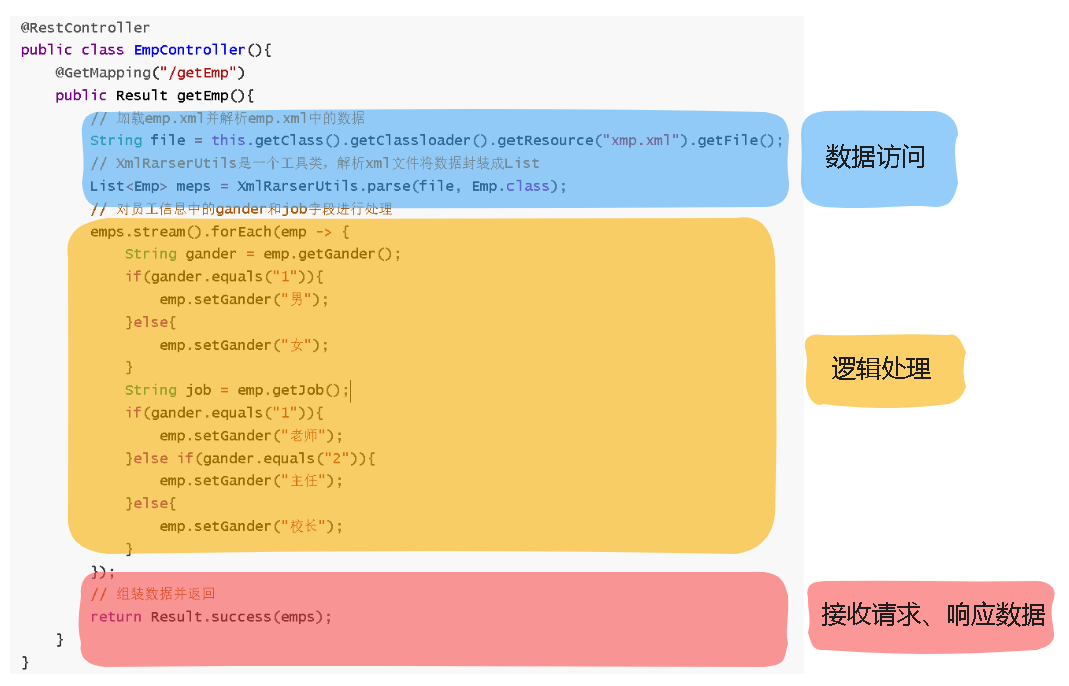 @RestController
public class EmpController(){
    @GetMapping("/getEmp")
    public Result getEmp(){
        // 加载emp.xml并解析emp.xml中的数据
        String file = this.getClass().getClassloader().getResource("xmp.xml").getFile();
        // XmlRarserUtils是一个工具类，解析xml文件将数据封装成List
        List<Emp> meps = XmlRarserUtils.parse(file, Emp.class);
        // 对员工信息中的gander和job字段进行处理
        emps.stream().forEach(emp -> {
            String gander = emp.getGander();
            if(gander.equals("1")){
                emp.setGander("男");
            }else{
                emp.setGander("女");
            }
            String job = emp.getJob();
            if(gander.equals("1")){
                emp.setGander("老师");
            }else if(gander.equals("2")){
                emp.setGander("主任");
            }else{
                emp.setGander("校长");
            }
        });
        // 组装数据并返回
        return Result.success(emps);
    }
}
数据访问
逻辑处理
接收请求、响应数据